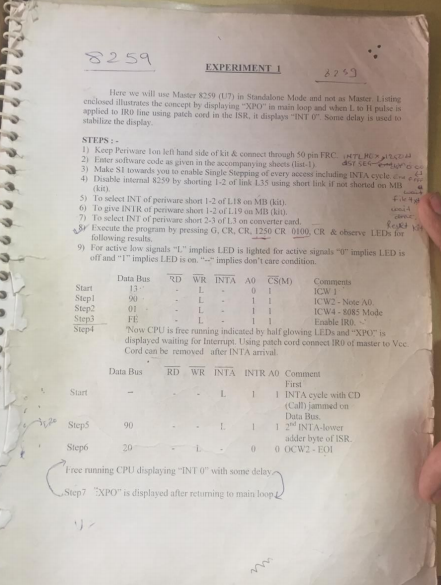 8259
EXPERIMENT 1
8259
Here we will use Master 8259 (U7) in Standalone Mode and not as Master. Listing
enclosed illustrates the concept by displaying "XPO" in main loop and when L to H pulse is
applied to IR0 line using patch cord in the ISR, it displays "INT 0". Some delay is used to
stabilize the display.
STEPS :-
1) Keep Periware 1on left hand side of kit & connect through 50 pin FRC.
2) Enter software code as given in the accompanying sheets (list-1)
3) Make S1 towards you to enable Single Stepping of every access including INTA cycle
4) Disable internal 8259 by shorting 1-2 link L35 using short link if not shorted on MB
(kit).
5) To select INT of periware short 1-2 of L18 on MB (kit).
6) To give INTR of periware short 1-2 of L19 on MB (kit).
7) To select INT of periware short 2-3 of L3 on converter card.
8) Execute the program by pressing G, CR, CR, 1250 CR 0100, CR & observe LEDs for
following results.
9) For active low signals "L" implies LED is lighted for active signals "0" implies LED is
off and "1" implies LED is on. "--" implies don't care condition.
Data Bus RD WR INTA A0 CS(M) Comments
Start 13 - L - 0 1 ICW 1
Step1 90 - L - 1 1 ICW2 - Note A0.
Step2 01 - L - 1 1 ICW4 - 8085 Mode
Step3 FE - L - 1 1 Enable IR0.
Step4 Now CPU is free running indicated by half glowing LEDs and "XPO" is
displayed waiting for Interrupt. Using patch cord connect IR0 of master to Vcc.
Cord can be removed after INTA arrival.
Data Bus RD WR INTA INTR A0 Comment
First
Start -- - - L 1 1 INTA cycle with CD
(Call) jammed on
Data Bus.
Step5 90 - - L 1 1 2nd INTA-lower
adder byte of ISR.
Step6 20 - L - 0 0 OCW2 - EOI
Free running CPU displaying "INT 0" with some delay.
Step7 "XPO" is displayed after returning to main loop.